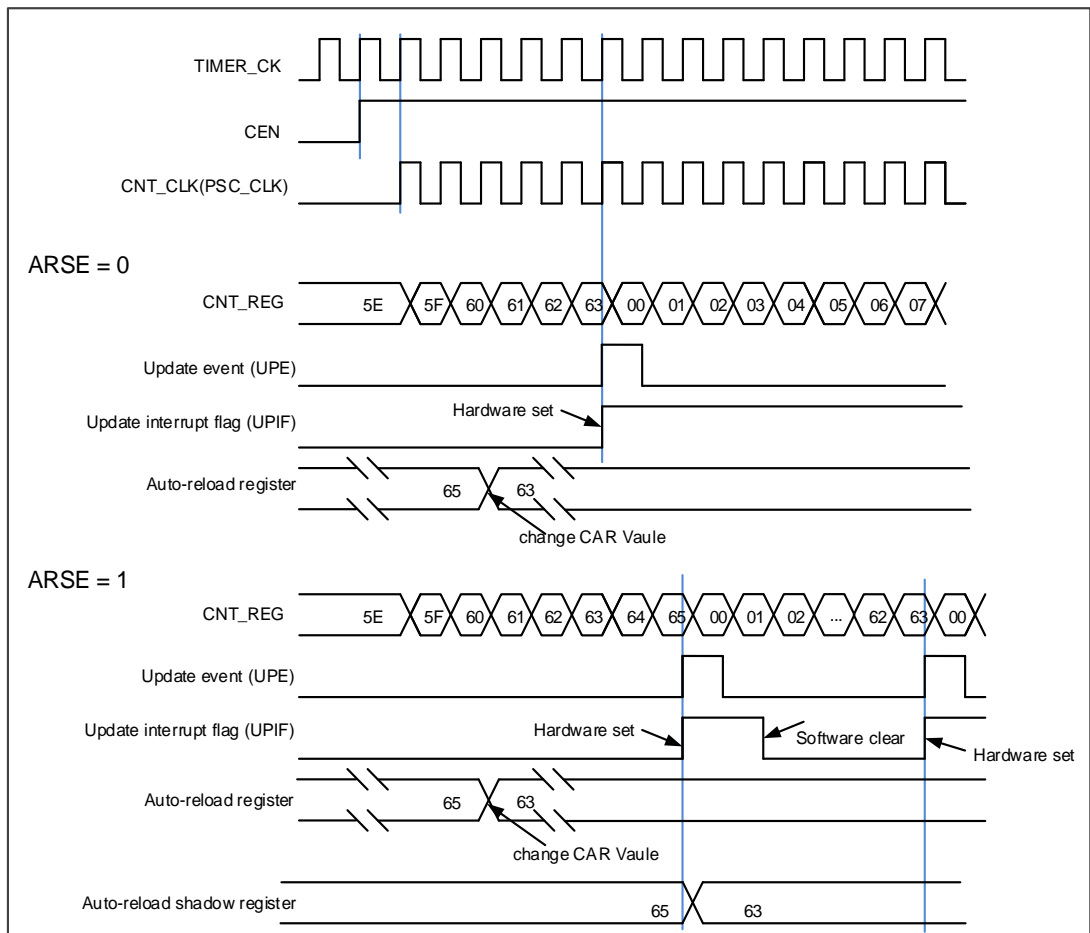 TIMER_CK
CEN
CNT_CLK(PSC_CLK)
ARSE = 0
CNT_REG 5E 5F 60 61 62 63 00 01 02 03 04 05 06 07
Update event (UPE)
Hardware set
Update interrupt flag (UPIF)
Auto-reload register 65 63
change CAR Vaule
ARSE = 1
CNT_REG 5E 5F 60 61 62 63 64 65 00 01 02 ... 62 63 00
Update event (UPE)
Update interrupt flag (UPIF) Hardware set Software clear
Hardware set
Auto-reload register 65 63
change CAR Vaule
Auto-reload shadow register 65 63